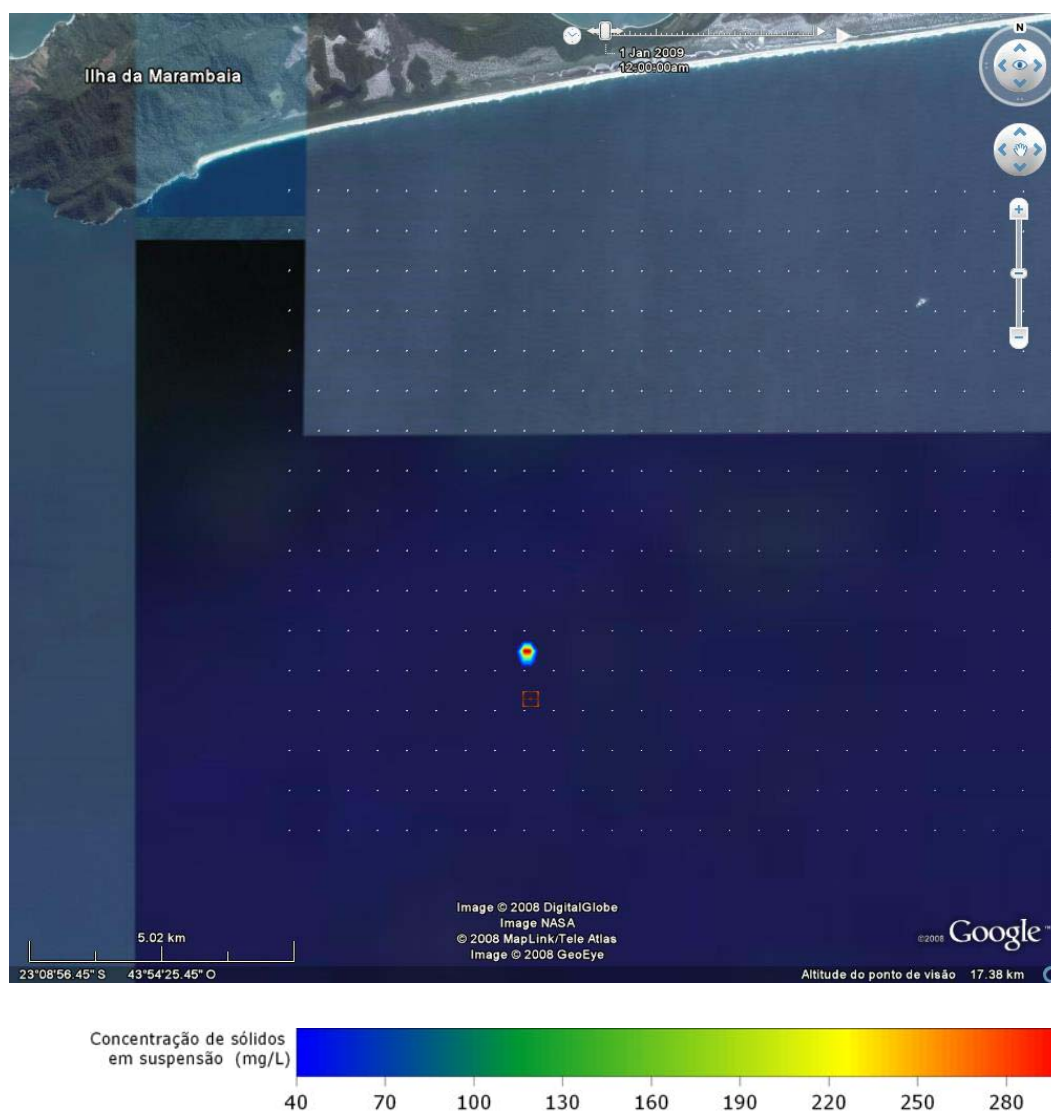 N
1 Jan 2009
12:00:00am
Ilha da Marambaia
Image © 2008 DigitalGlobe
Image NASA
© 2008 MapLink/Tele Atlas
Image © 2008 GeoEye
©2008 Google™
5.02 km
23°08'56.45" S 43°54'25.45" O
Altitude do ponto de visão 17.38 km
Concentração de sólidos
em suspensão (mg/L)
40 70 100 130 160 190 220 250 280